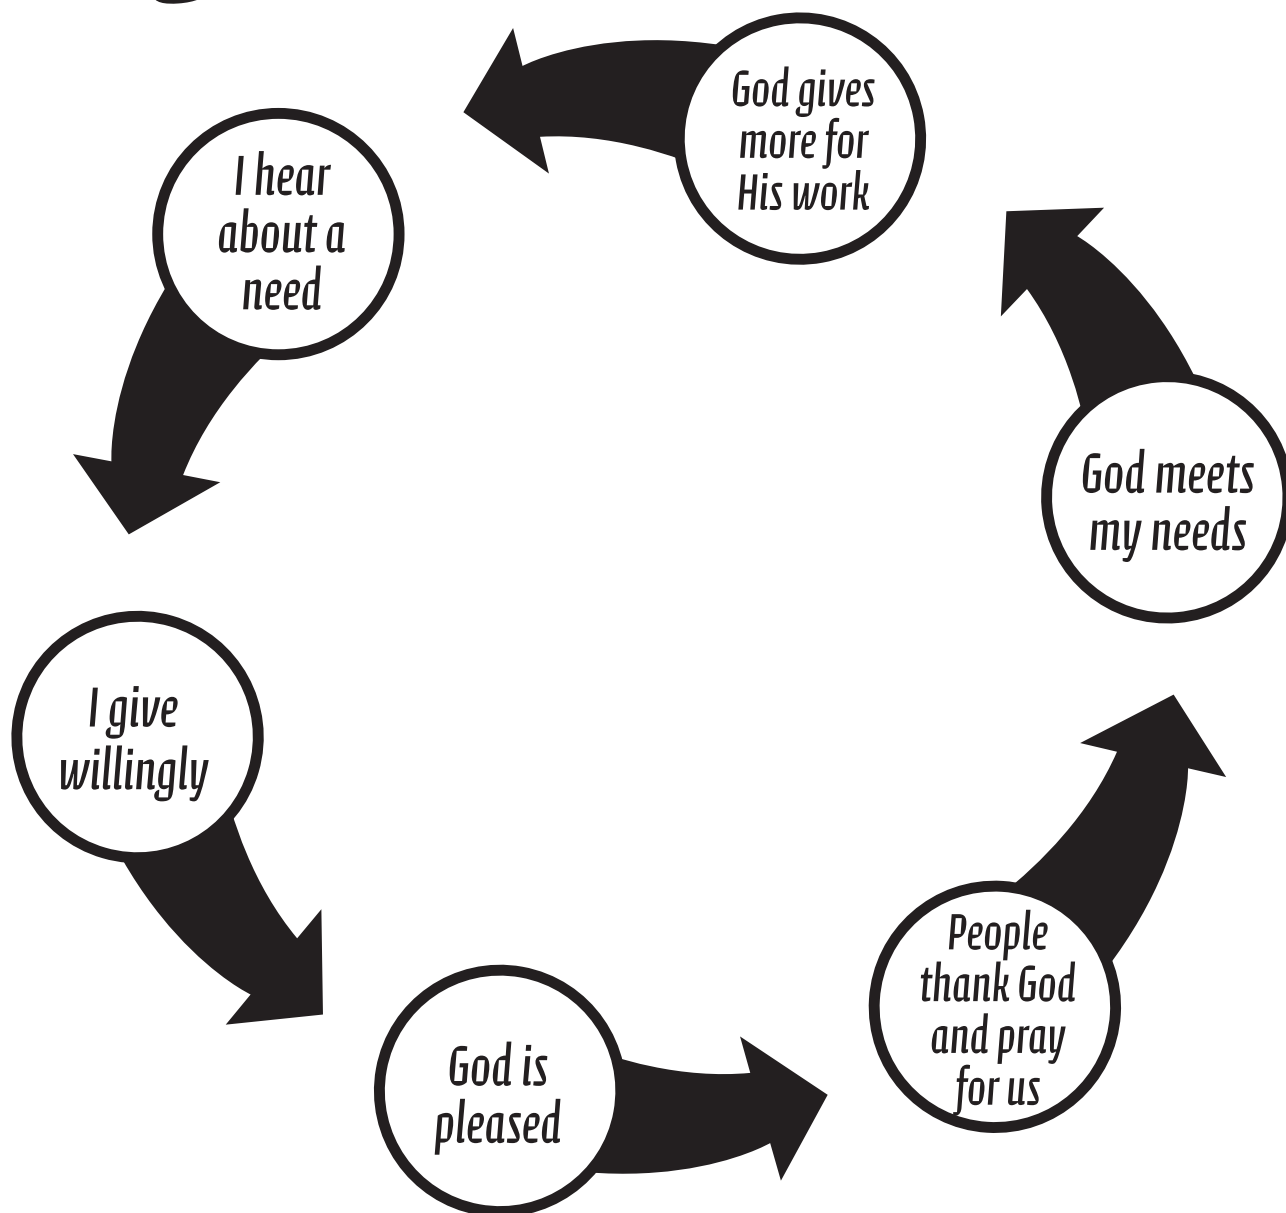 God gives
more for
His work
I hear
about a
need
God meets
my needs
I give
willingly
People
thank God
and pray
for us
God is
pleased